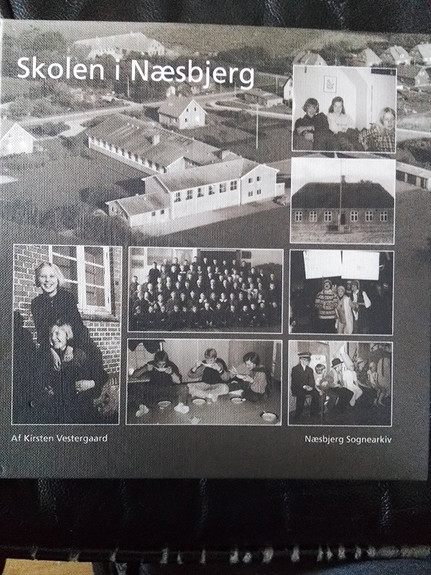 Skolen i Næsbjerg
Af Kirsten Vestergaard
Næsbjerg Sognearkiv